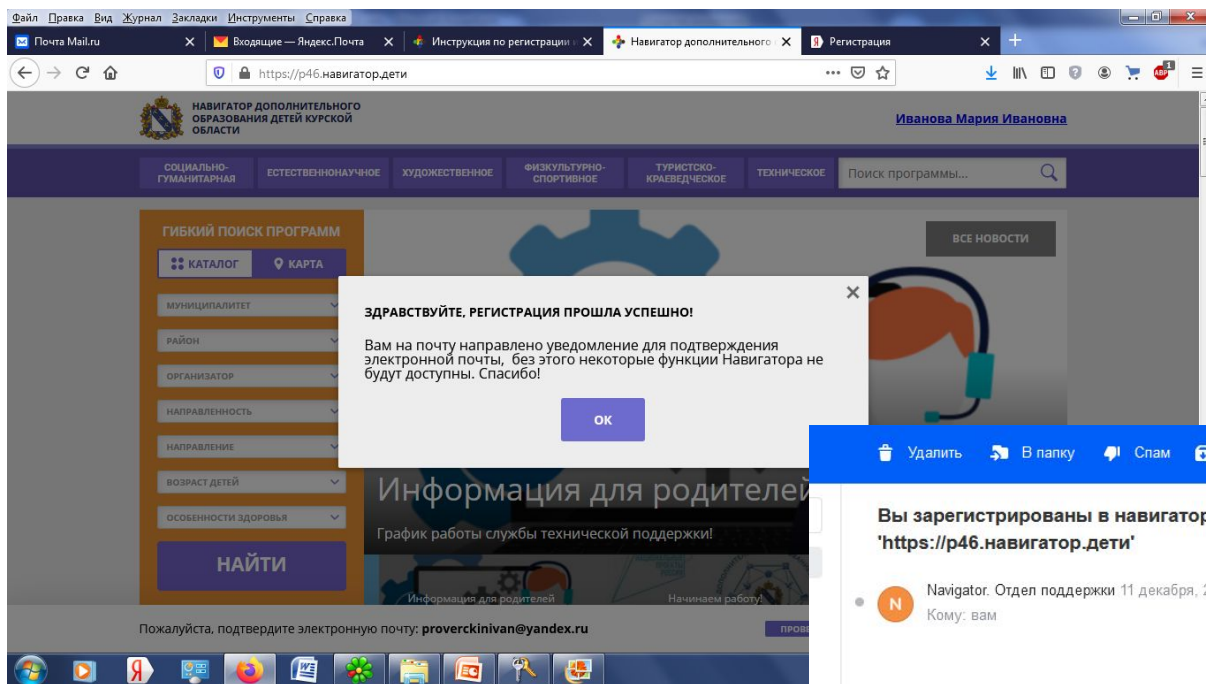 Файл Правка Вид Журнал Закладки Инструменты Справка
Почта Mail.ru
Входящие — Яндекс.Почта
Инструкция по регистрации
Навигатор дополнительного
Регистрация
https://р46.навигатор.дети
НАВИГАТОР ДОПОЛНИТЕЛЬНОГО
ОБРАЗОВАНИЯ ДЕТЕЙ КУРСКОЙ
ОБЛАСТИ
Иванова Мария Ивановна
СОЦИАЛЬНО-
ГУМАНИТАРНАЯ
ЕСТЕСТВЕННОНАУЧНОЕ
ХУДОЖЕСТВЕННОЕ
ФИЗКУЛЬТУРНО-
СПОРТИВНОЕ
ТУРИСТСКО-
КРАЕВЕДЧЕСКОЕ
ТЕХНИЧЕСКОЕ
Поиск программы...
ГИБКИЙ ПОИСК ПРОГРАММ
КАТАЛОГ
КАРТА
МУНИЦИПАЛИТЕТ
РАЙОН
ОРГАНИЗАТОР
НАПРАВЛЕННОСТЬ
НАПРАВЛЕНИЕ
ВОЗРАСТ ДЕТЕЙ
ОСОБЕННОСТИ ЗДОРОВЬЯ
НАЙТИ
ВСЕ НОВОСТИ
ЗДРАВСТВУЙТЕ, РЕГИСТРАЦИЯ ПРОШЛА УСПЕШНО!
Вам на почту направлено уведомление для подтверждения
электронной почты, без этого некоторые функции Навигатора не
будут доступны. Спасибо!
ОК
Информация для родителей
График работы службы технической поддержки!
Информация для родителей
Начинаем работу!
Пожалуйста, подтвердите электронную почту: proverckinivan@yandex.ru
ПРОВЕ
Удалить
В папку
Спам
Вы зарегистрированы в навигатор
'https://р46.навигатор.дети'
N
Navigator. Отдел поддержки 11 декабря, 2
Кому: вам